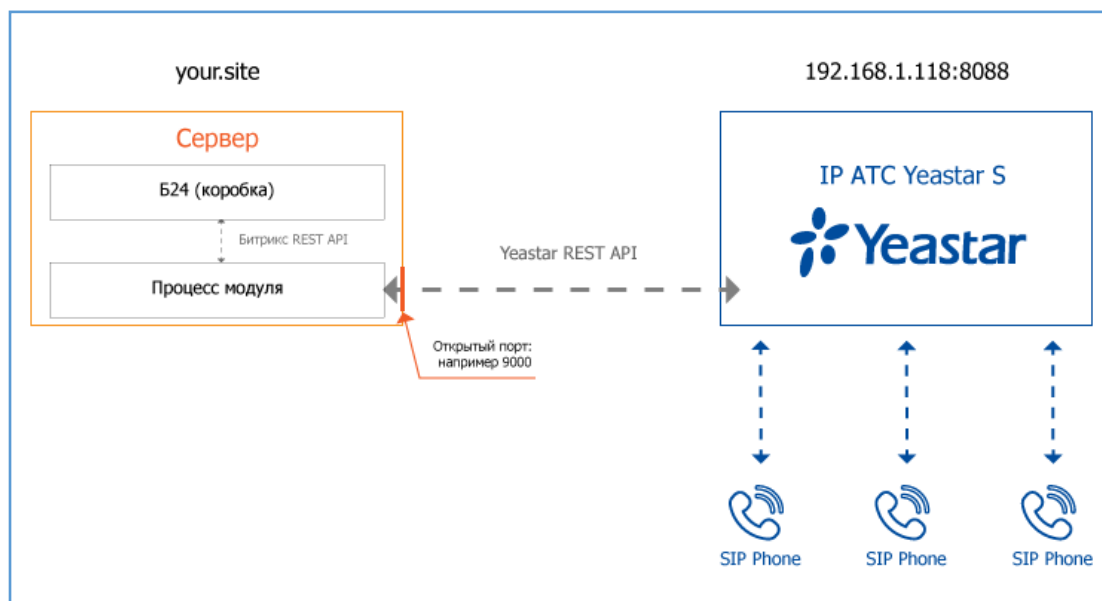 your.site
192.168.1.118:8088
Сервер
Б24 (коробка)
Битрикс REST API
Процесс модуля
Открытый порт:
например 9000
Yeastar REST API
IP АТС Yeastar S
Yeastar
SIP Phone
SIP Phone
SIP Phone